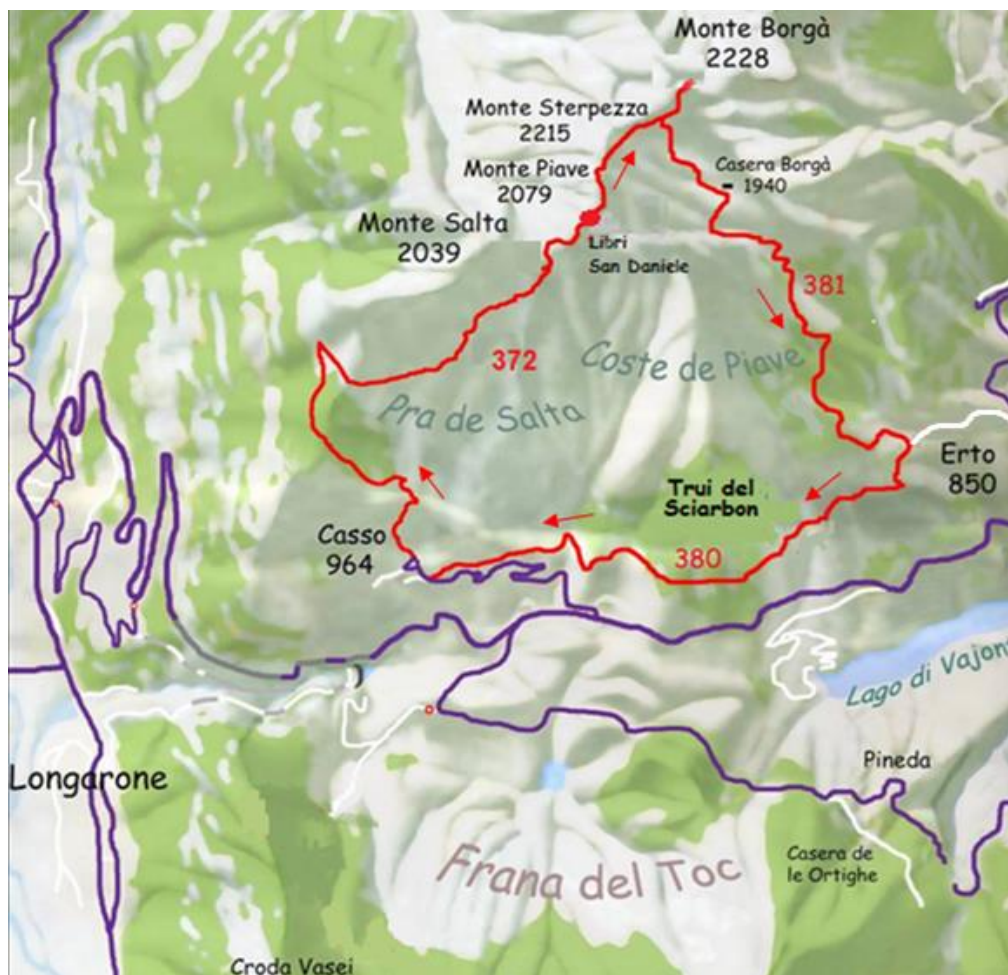 Monte Borgà
2228
Monte Sterpezza
2215
Monte Piave
2079
Casera Borgà
1940
Monte Salta
2039
Libri
San Daniele
381
372
Coste de Piave
Pra de Salta
Erto
850
Trui del
Sciarbon
Casso
964
380
Lago di Vajon
Longarone
Pineda
Frana del Toc
Casera de
le Ortighe
Croda Vasei